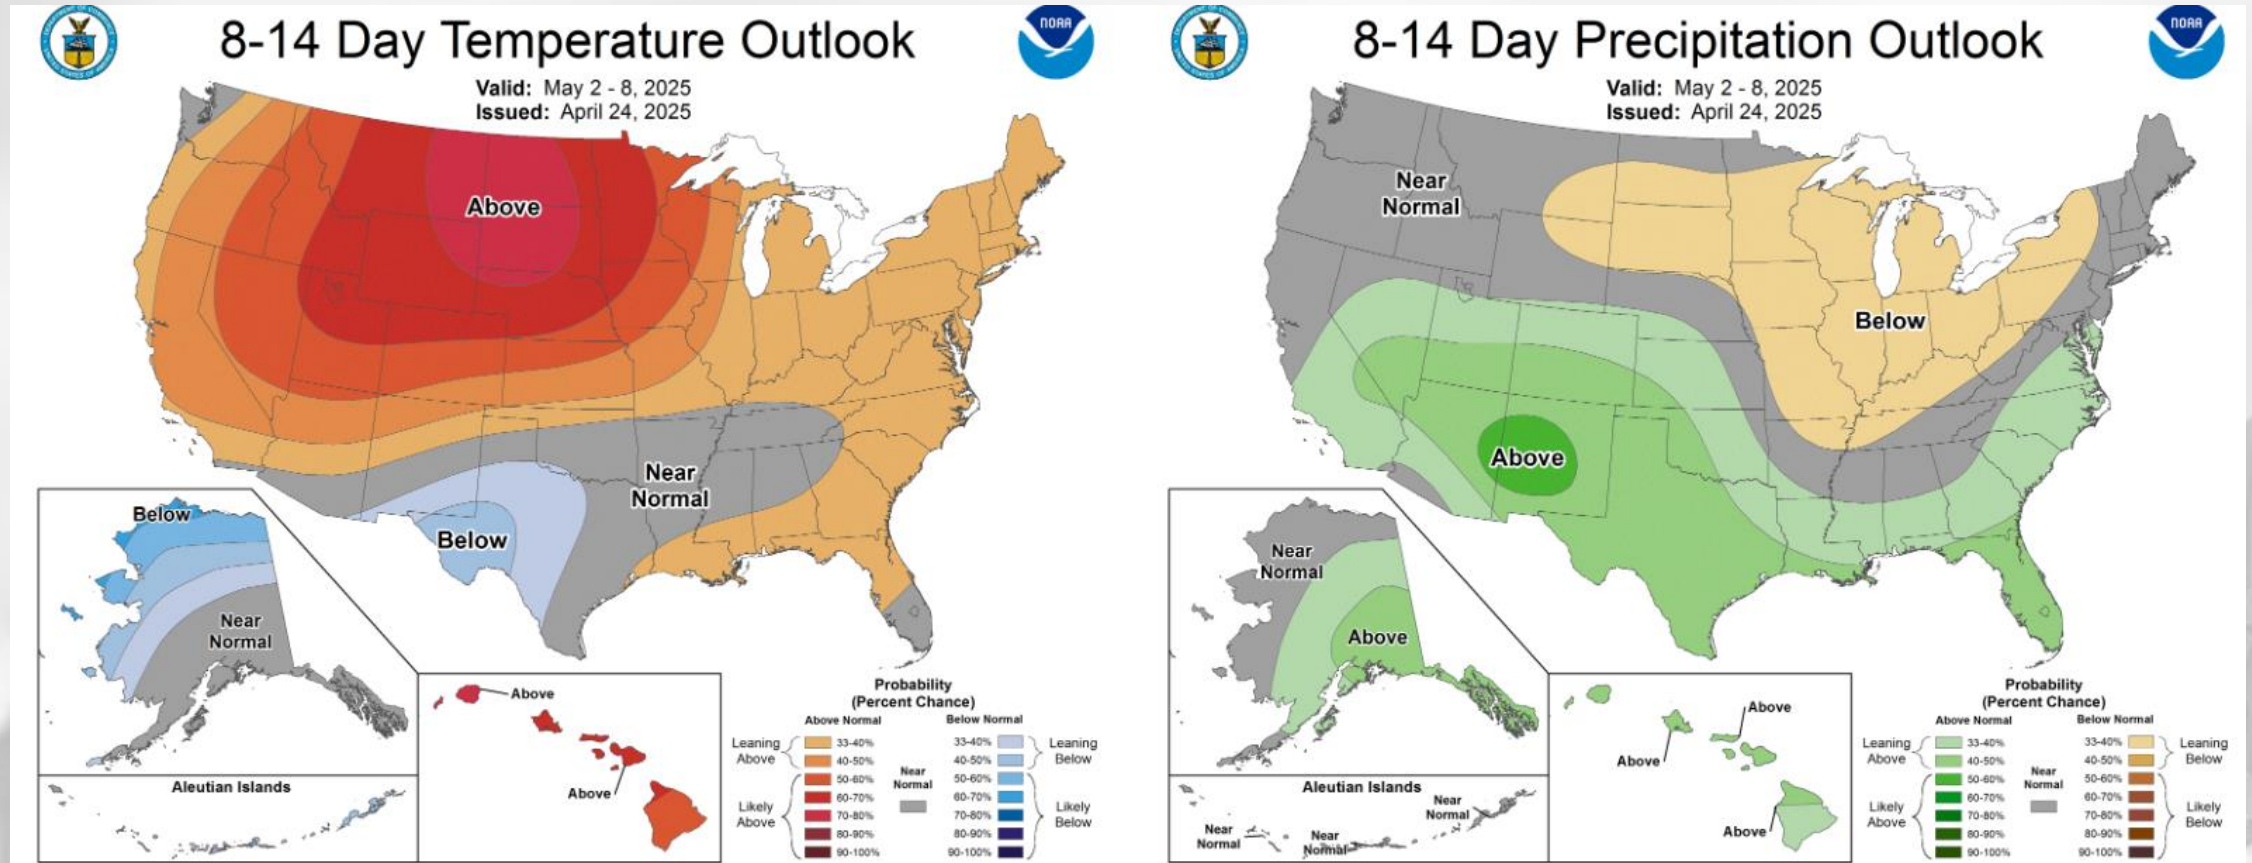 8-14 Day Temperature Outlook
NOAA
Valid: May 2 - 8, 2025
Issued: April 24, 2025
Above
Near
Normal
Below
Below
Near
Normal
Above
Above
Aleutian Islands
Probability
(Percent Chance)
Above Normal Below Normal
Leaning
Above
33-40% 33-40%
40-50% 40-50%
Leaning
Below
Likely
Above
50-60% 50-60%
60-70% 60-70%
70-80% 70-80%
80-90% 80-90%
90-100% 90-100%
Near
Normal
Likely
Below
8-14 Day Precipitation Outlook
NOAA
Valid: May 2 - 8, 2025
Issued: April 24, 2025
Near
Normal
Below
Above
Near
Normal
Above
Above
Above
Above
Aleutian Islands
Near
Normal
Near
Normal
Near
Normal
Probability
(Percent Chance)
Above Normal Below Normal
Leaning
Above
33-40% 33-40%
40-50% 40-50%
Leaning
Below
Likely
Above
50-60% 50-60%
60-70% 60-70%
70-80% 70-80%
80-90% 80-90%
90-100% 90-100%
Near
Normal
Likely
Below